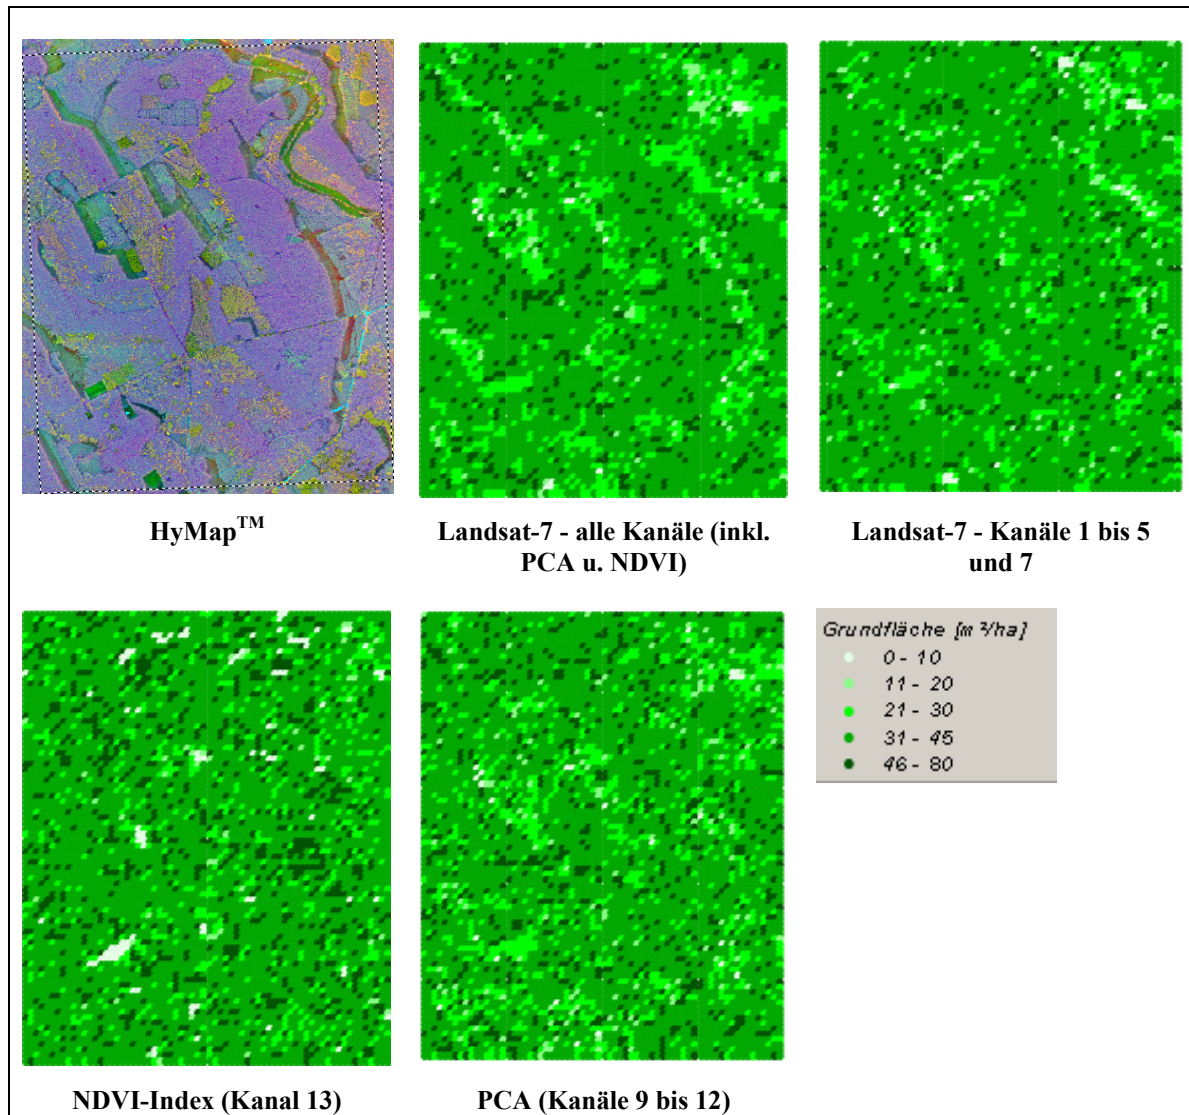 HyMap™
Landsat-7 - alle Kanäle (inkl.
PCA u. NDVI)
Landsat-7 - Kanäle 1 bis 5
und 7
Grundfläche [m²/ha]
0 - 10
11 - 20
21 - 30
31 - 45
46 - 80
NDVI-Index (Kanal 13)
PCA (Kanäle 9 bis 12)